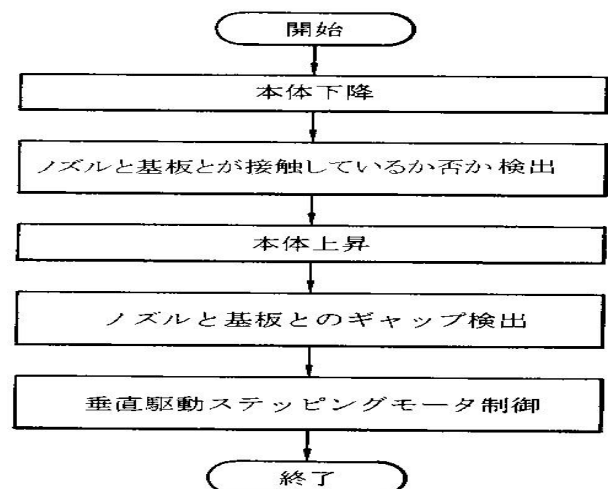 開始
本体下降
ノズルと基板とが接触しているか否か検出
本体上昇
ノズルと基板とのギャップ検出
垂直駆動ステッピングモータ制御
終了